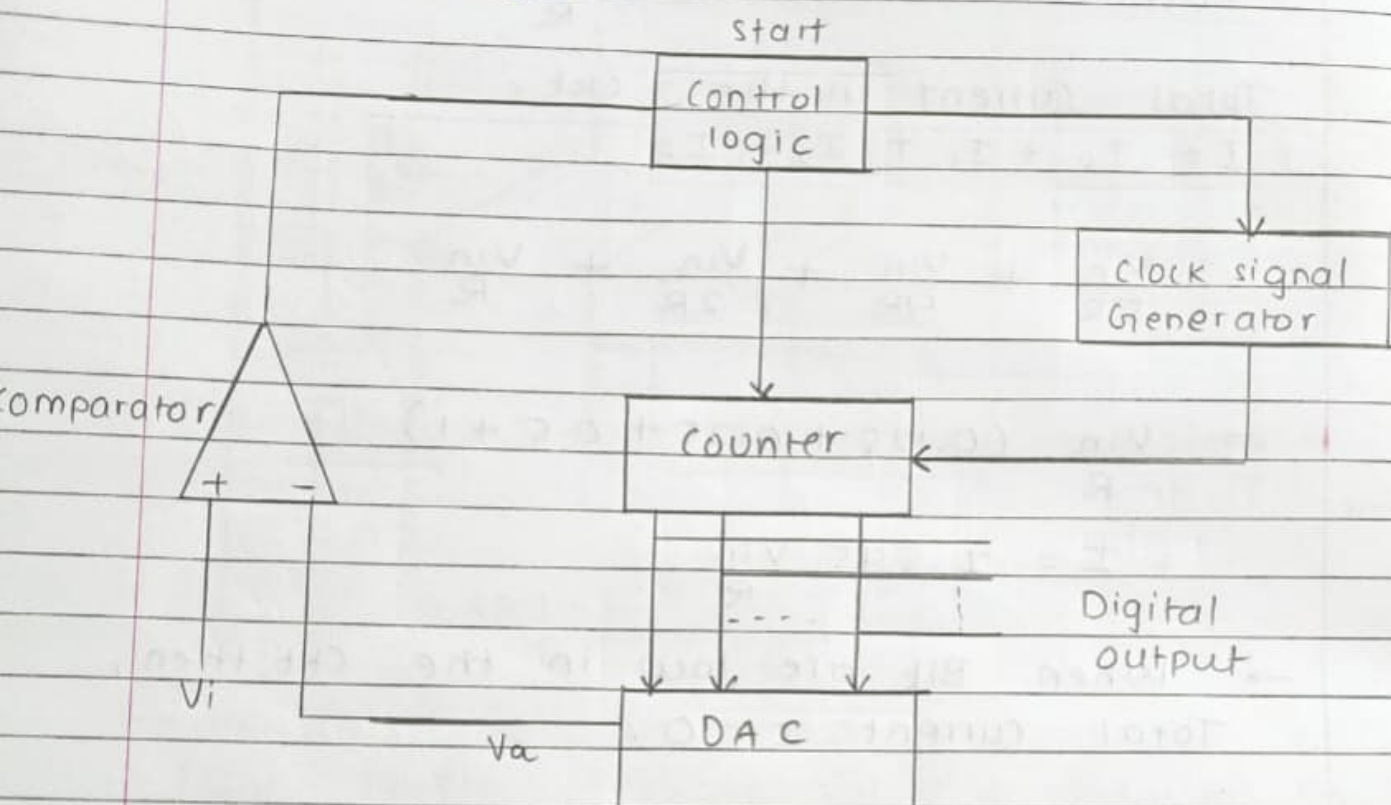 Start
Control
logic
Clock signal
Generator
Comparator
+ -
Counter
- - - -
Digital
output
Vi
Va
DAC